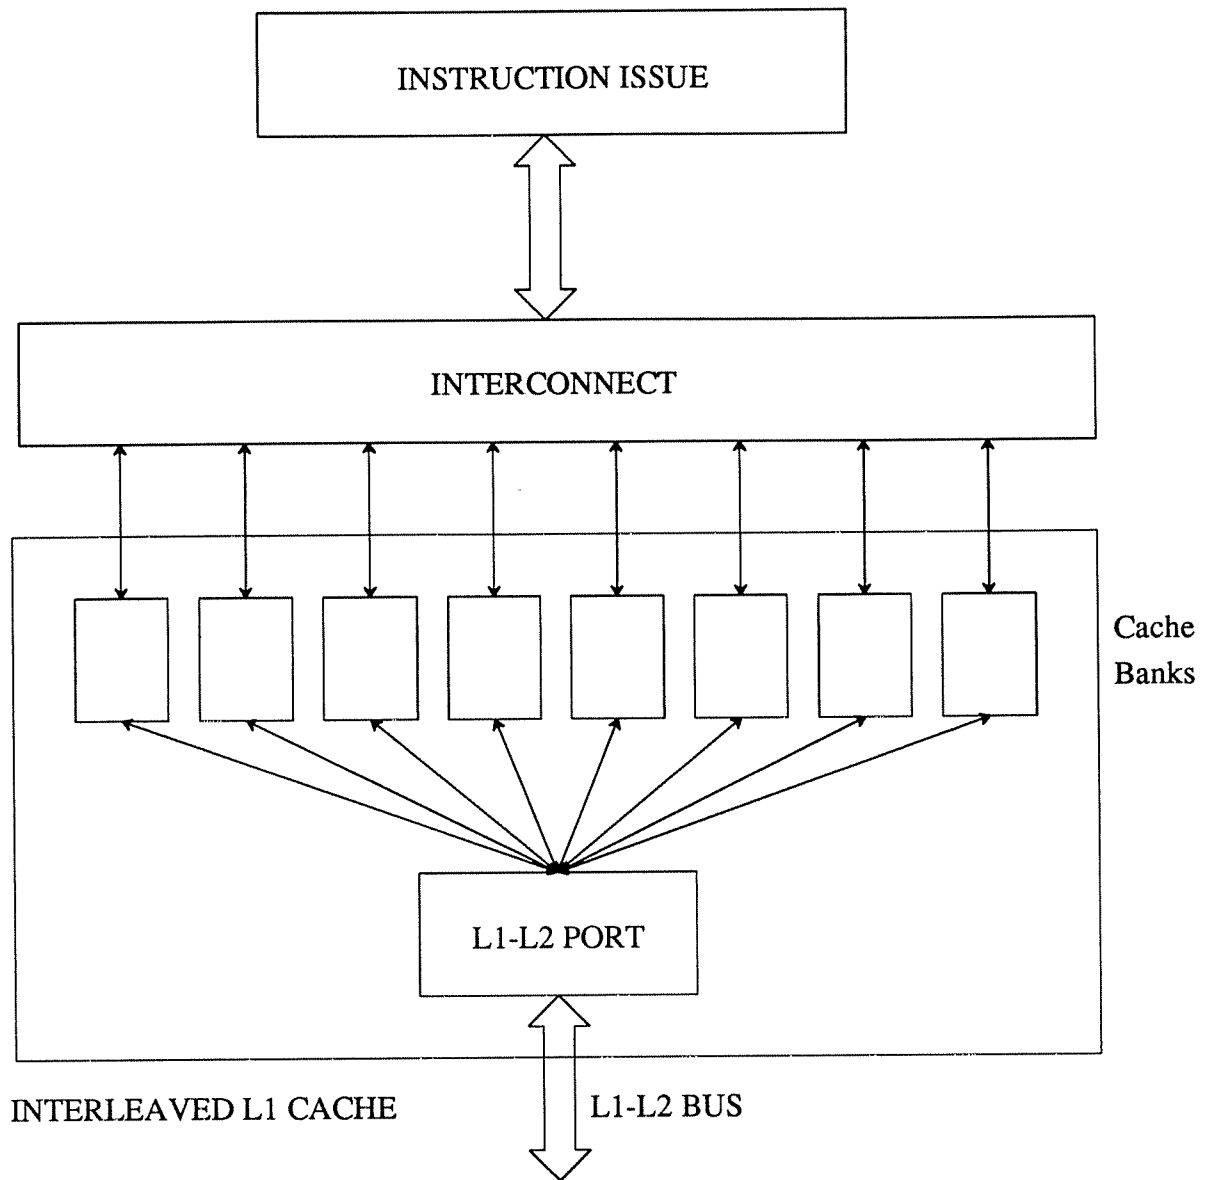 INSTRUCTION ISSUE
INTERCONNECT
Cache
Banks
L1-L2 PORT
INTERLEAVED L1 CACHE
L1-L2 BUS